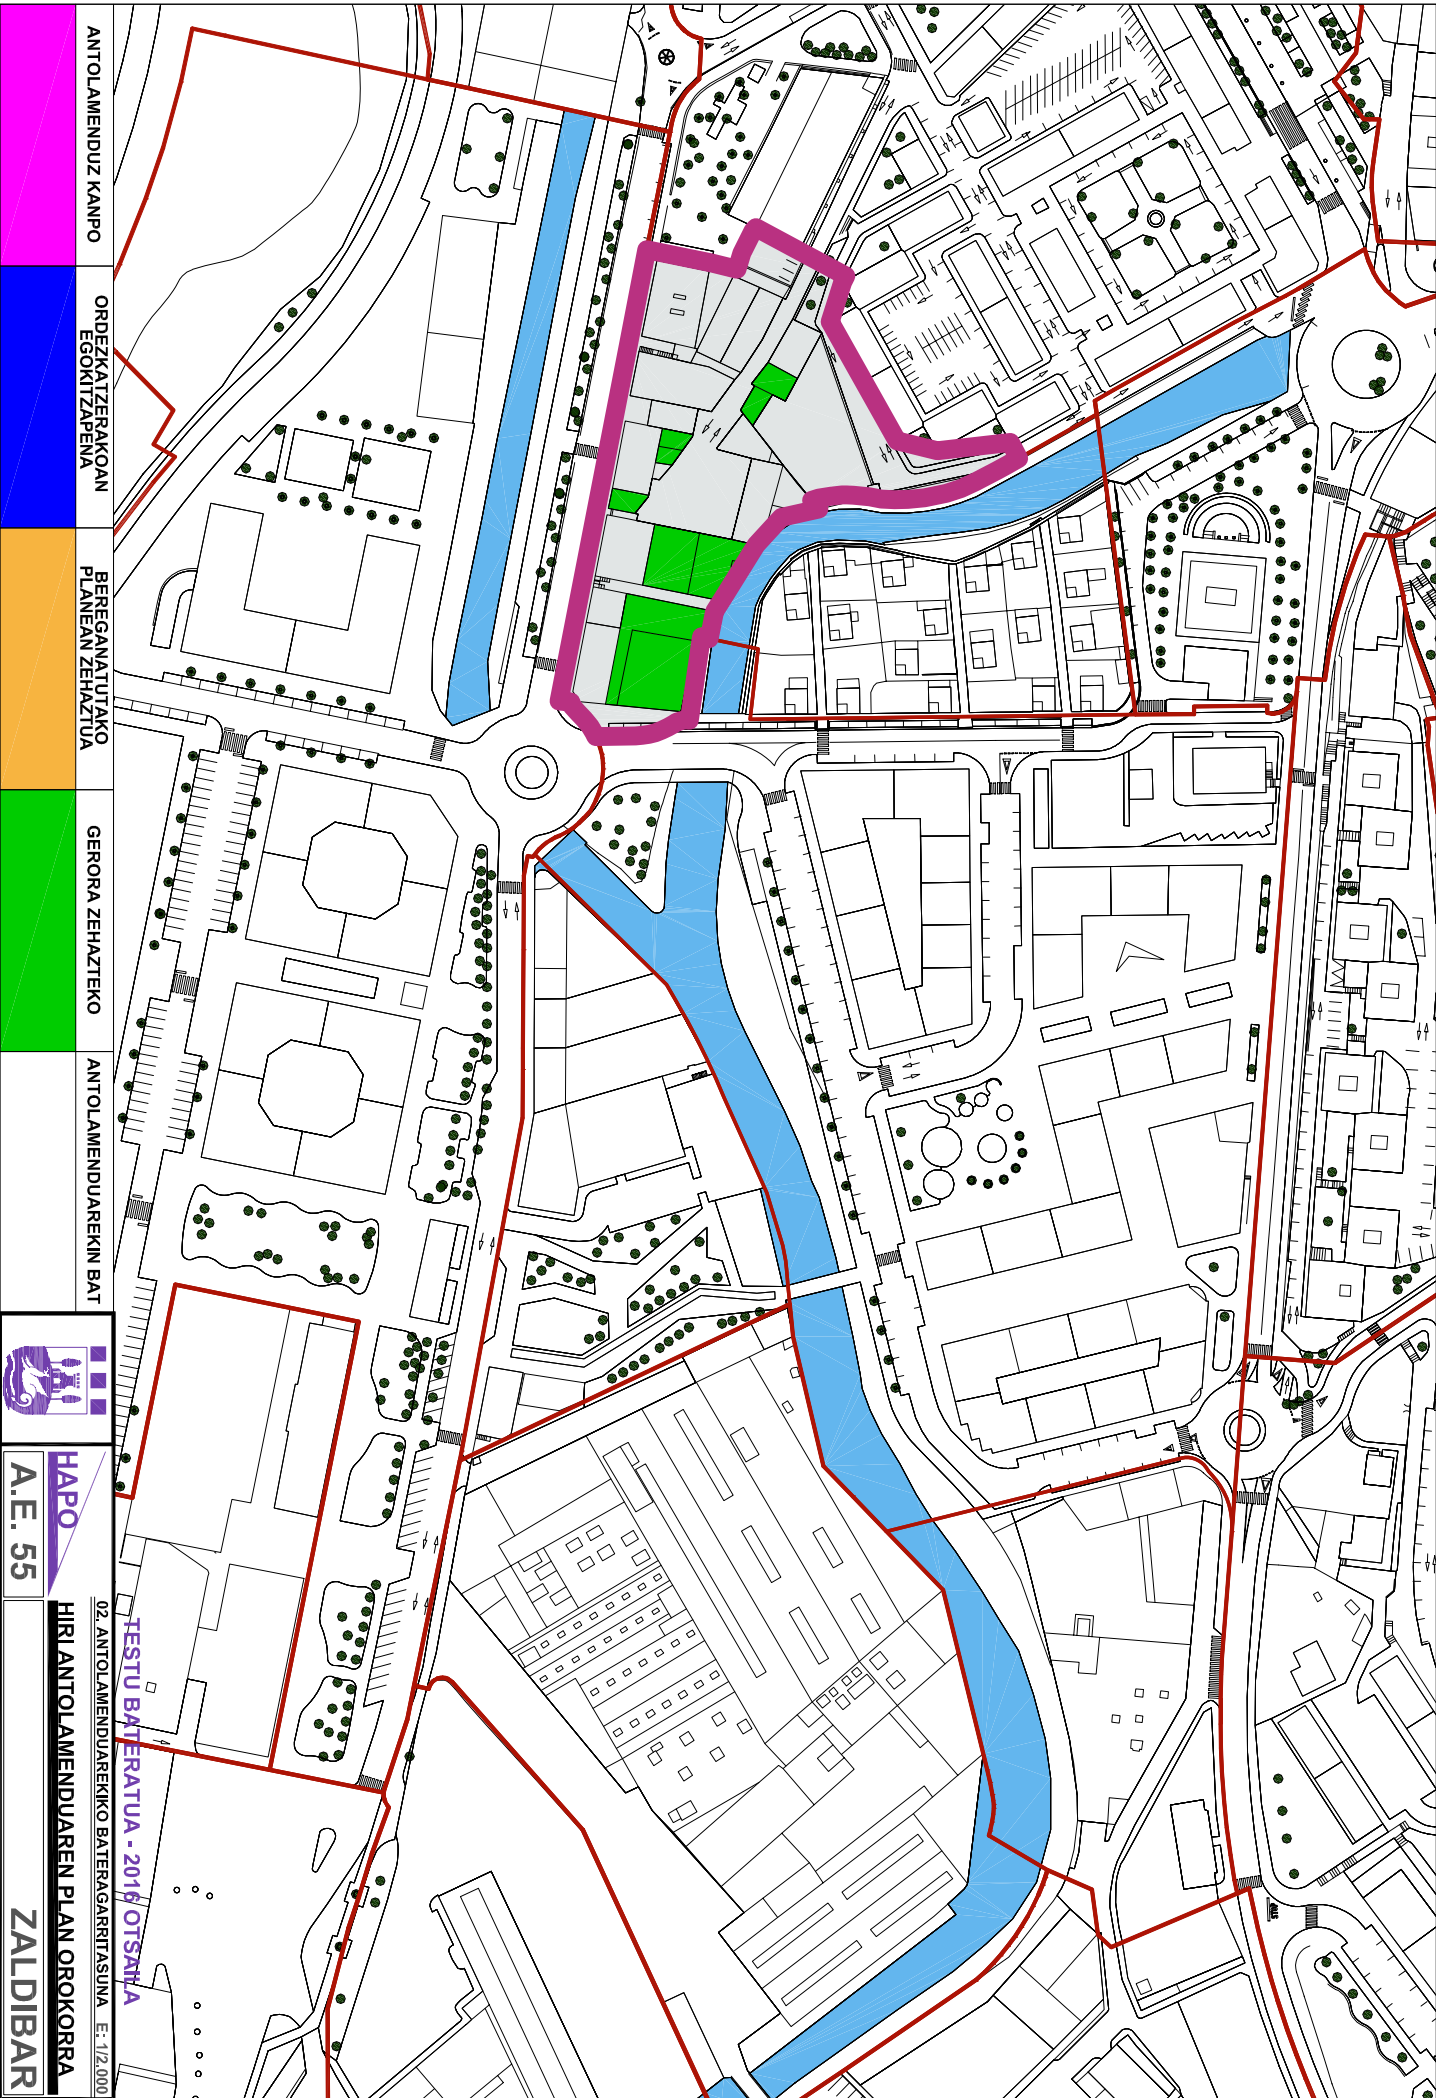 ANTOLAMENDUZ KANPO
ORDEZKATZERAKOAN
EGOKITZAPENA
BEREGANATUTAKO
PLANEAN ZEHAZTUA
GERORA ZEHAZTEKO
ANTOLAMENDUAREKIN BAT
TESTU BATERATUA - 2016 OTSAILA
02. ANTOLAMENDUAREKIKO BATERAGARRITASUNA E: 1/2.000
HAPO
HIRI ANTOLAMENDUAREN PLAN OROKORRA
A.E. 55
ZALDIBAR